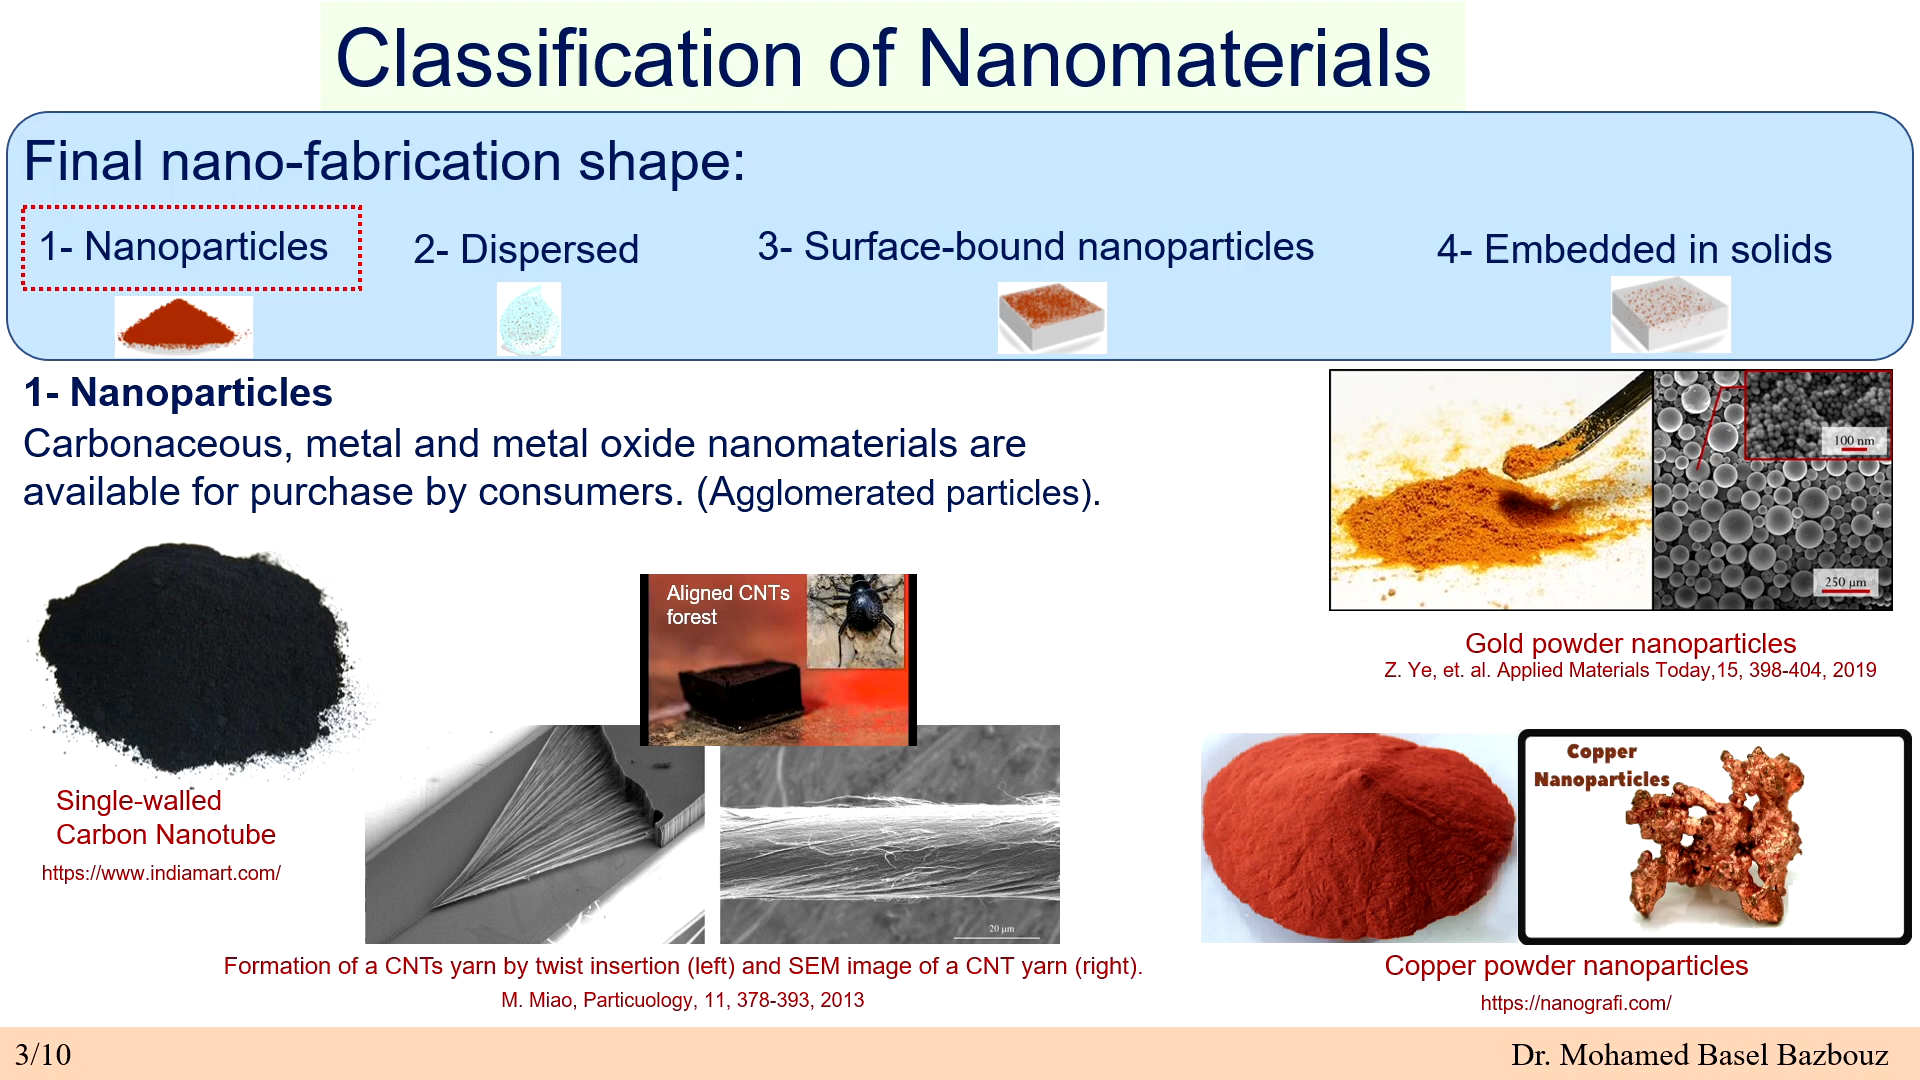 Classification of Nanomaterials
Final nano-fabrication shape:
1- Nanoparticles
2- Dispersed
3- Surface-bound nanoparticles
4- Embedded in solids
1- Nanoparticles
Carbonaceous, metal and metal oxide nanomaterials are
available for purchase by consumers. (Agglomerated particles).
100 nm
250 µm
Gold powder nanoparticles
Z. Ye, et. al. Applied Materials Today,15, 398-404, 2019
Aligned CNTs
forest
Single-walled
Carbon Nanotube
https://www.indiamart.com/
20 µm
Formation of a CNTs yarn by twist insertion (left) and SEM image of a CNT yarn (right).
M. Miao, Particuology, 11, 378-393, 2013
Copper
Nanoparticles
Copper powder nanoparticles
https://nanografi.com/
3/10
Dr. Mohamed Basel Bazbouz